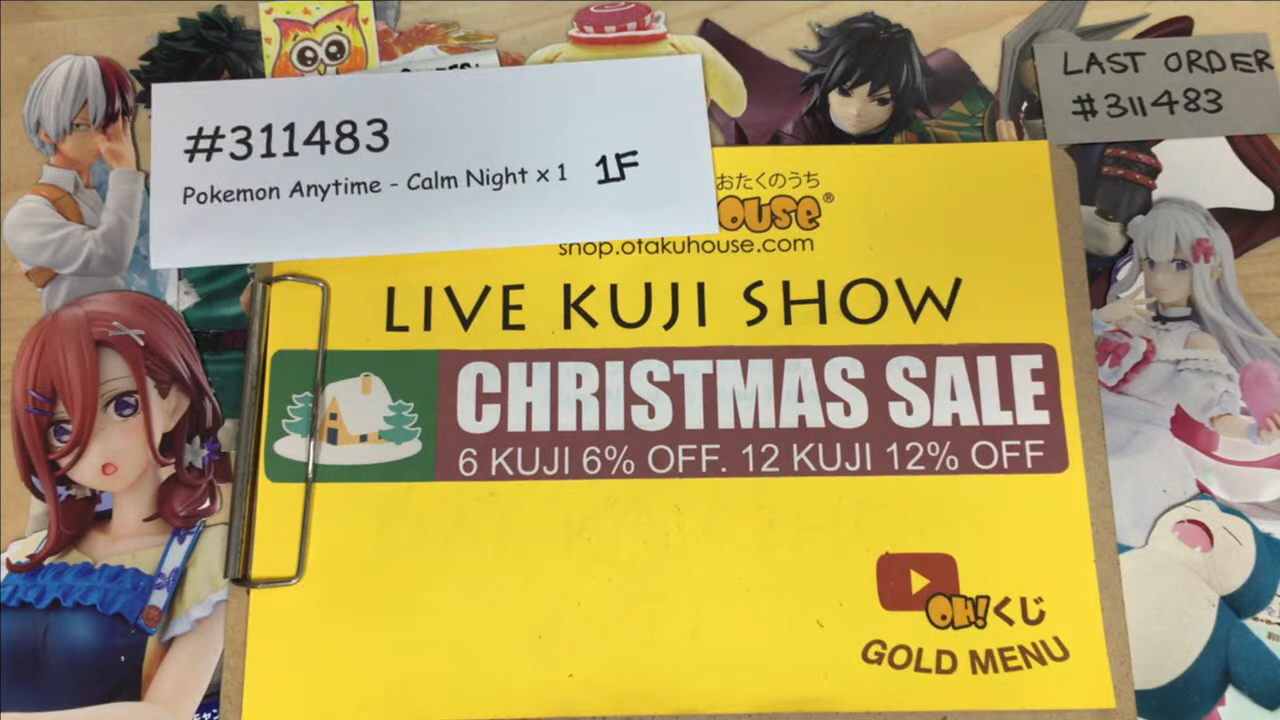 LAST ORDER
#311483
#311483
Pokemon Anytime - Calm Night x 1 1F
おたくのうち
ouse®
shop.otakuhouse.com
LIVE KUJI SHOW
CHRISTMAS SALE
6 KUJI 6% OFF. 12 KUJI 12% OFF
OH!くじ
GOLD MENU